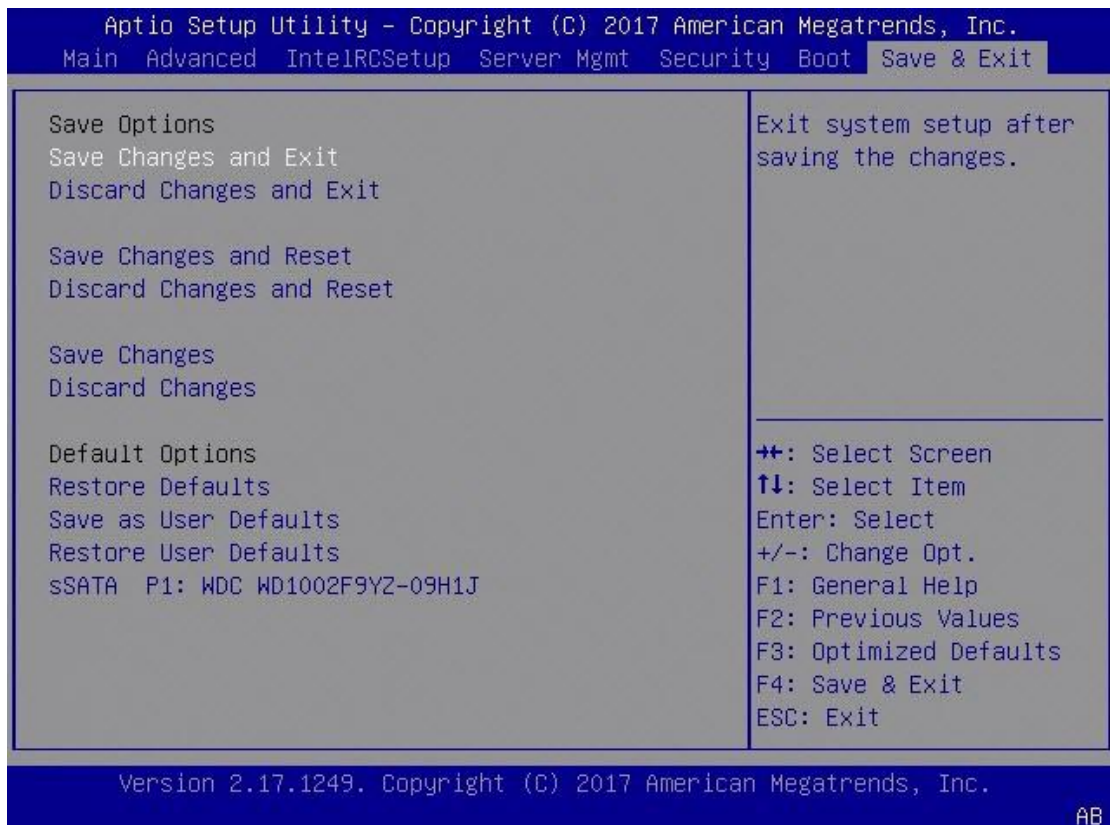 Aptio Setup Utility – Copyright (C) 2017 American Megatrends, Inc.
Main Advanced IntelRCSetup Server Mgmt Security Boot Save & Exit
Save Options
Save Changes and Exit
Discard Changes and Exit
Save Changes and Reset
Discard Changes and Reset
Save Changes
Discard Changes
Default Options
Restore Defaults
Save as User Defaults
Restore User Defaults
sSATA P1: WDC WD1002F9YZ-09H1J
Exit system setup after
saving the changes.
→←: Select Screen
↑↓: Select Item
Enter: Select
+/-: Change Opt.
F1: General Help
F2: Previous Values
F3: Optimized Defaults
F4: Save & Exit
ESC: Exit
Version 2.17.1249. Copyright (C) 2017 American Megatrends, Inc.
AB